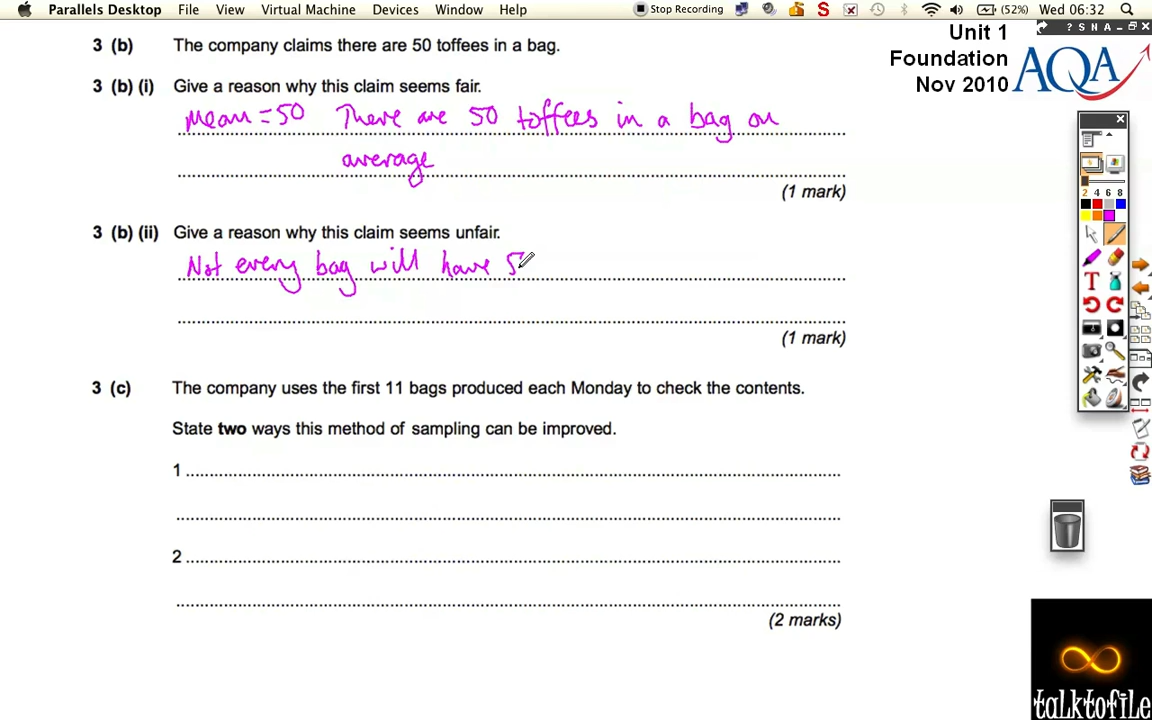 Parallels Desktop File View Virtual Machine Devices Window Help Stop Recording S (52%) Wed 06:32
? S N A
Unit 1
Foundation
Nov 2010
AQA
3 (b) The company claims there are 50 toffees in a bag.
3 (b) (i) Give a reason why this claim seems fair.
mean = 50 There are 50 toffees in a bag on
average
(1 mark)
3 (b) (ii) Give a reason why this claim seems unfair.
Not every bag will have 5
(1 mark)
3 (c) The company uses the first 11 bags produced each Monday to check the contents.
State two ways this method of sampling can be improved.
1
2
(2 marks)
2 4 6 8
T
talktofile